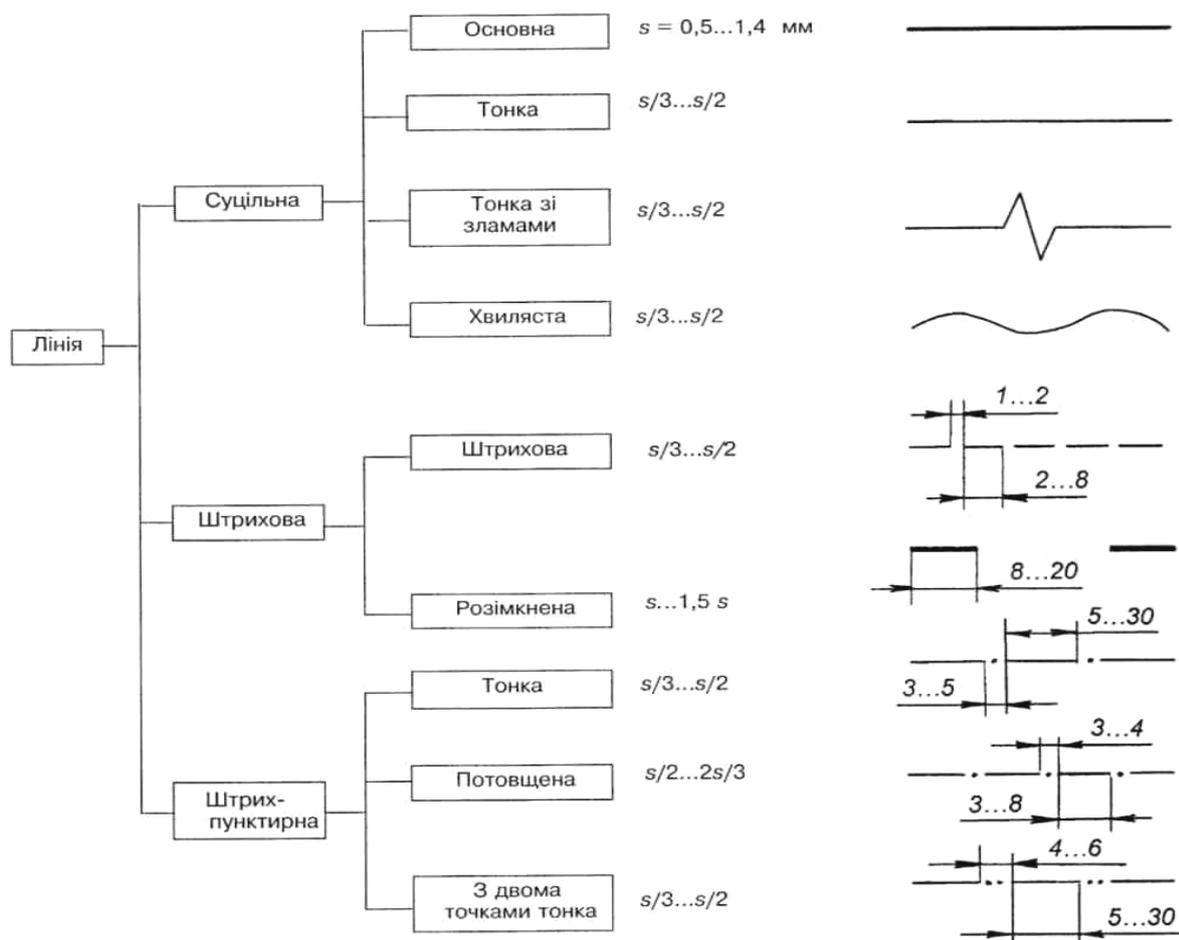 Основна
s = 0,5...1,4 мм
Тонка
s/3...s/2
Суцільна
Тонка зі
зламами
s/3...s/2
Хвиляста
s/3...s/2
Лінія
1...2
Штрихова
s/3...s/2
2...8
Штрихова
8...20
Розімкнена
s...1,5 s
5...30
Тонка
s/3...s/2
3...5
3...4
Потовщена
s/2...2s/3
Штрих-
пунктирна
3...8
4...6
З двома
точками тонка
s/3...s/2
5...30